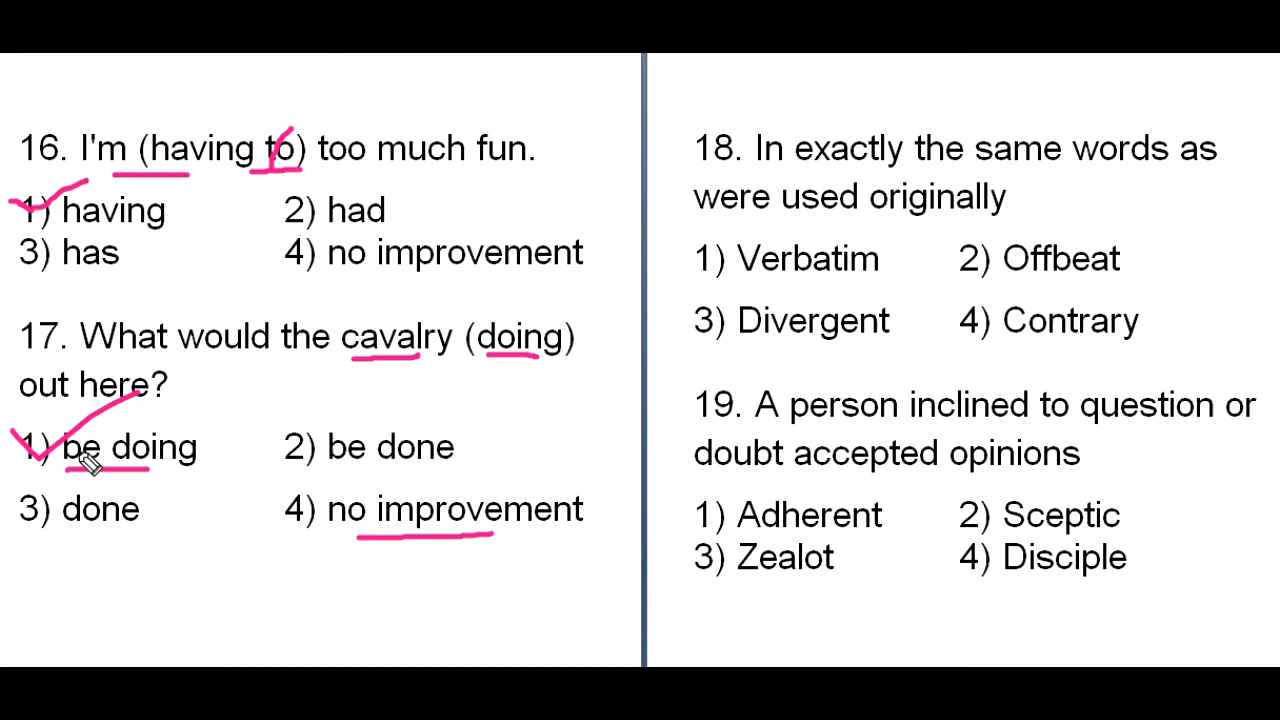 16. I'm (having to) too much fun.
1) having 2) had
3) has 4) no improvement
17. What would the cavalry (doing)
out here?
1) be doing 2) be done
3) done 4) no improvement
18. In exactly the same words as
were used originally
1) Verbatim 2) Offbeat
3) Divergent 4) Contrary
19. A person inclined to question or
doubt accepted opinions
1) Adherent 2) Sceptic
3) Zealot 4) Disciple